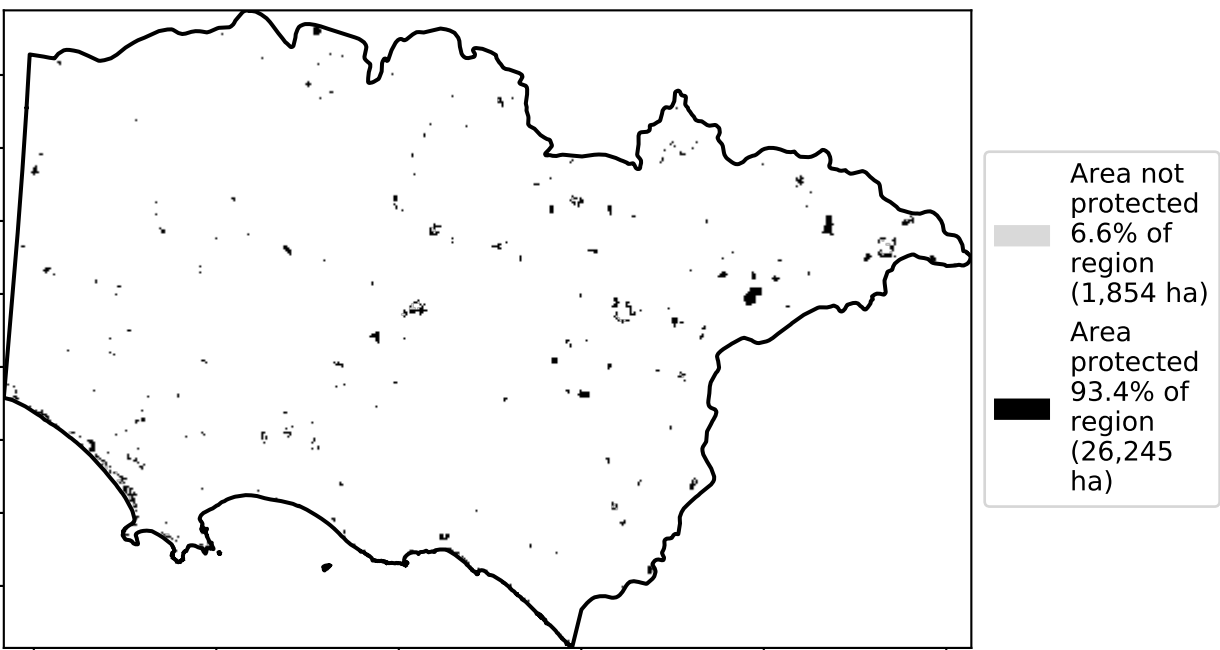 Area not
protected
6.6% of
region
(1,854 ha)
Area
protected
93.4% of
region
(26,245
ha)